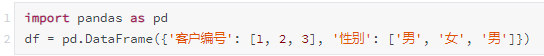 1 import pandas as pd
2 df = pd.DataFrame({'客户编号': [1, 2, 3], '性别': ['男', '女', '男']})